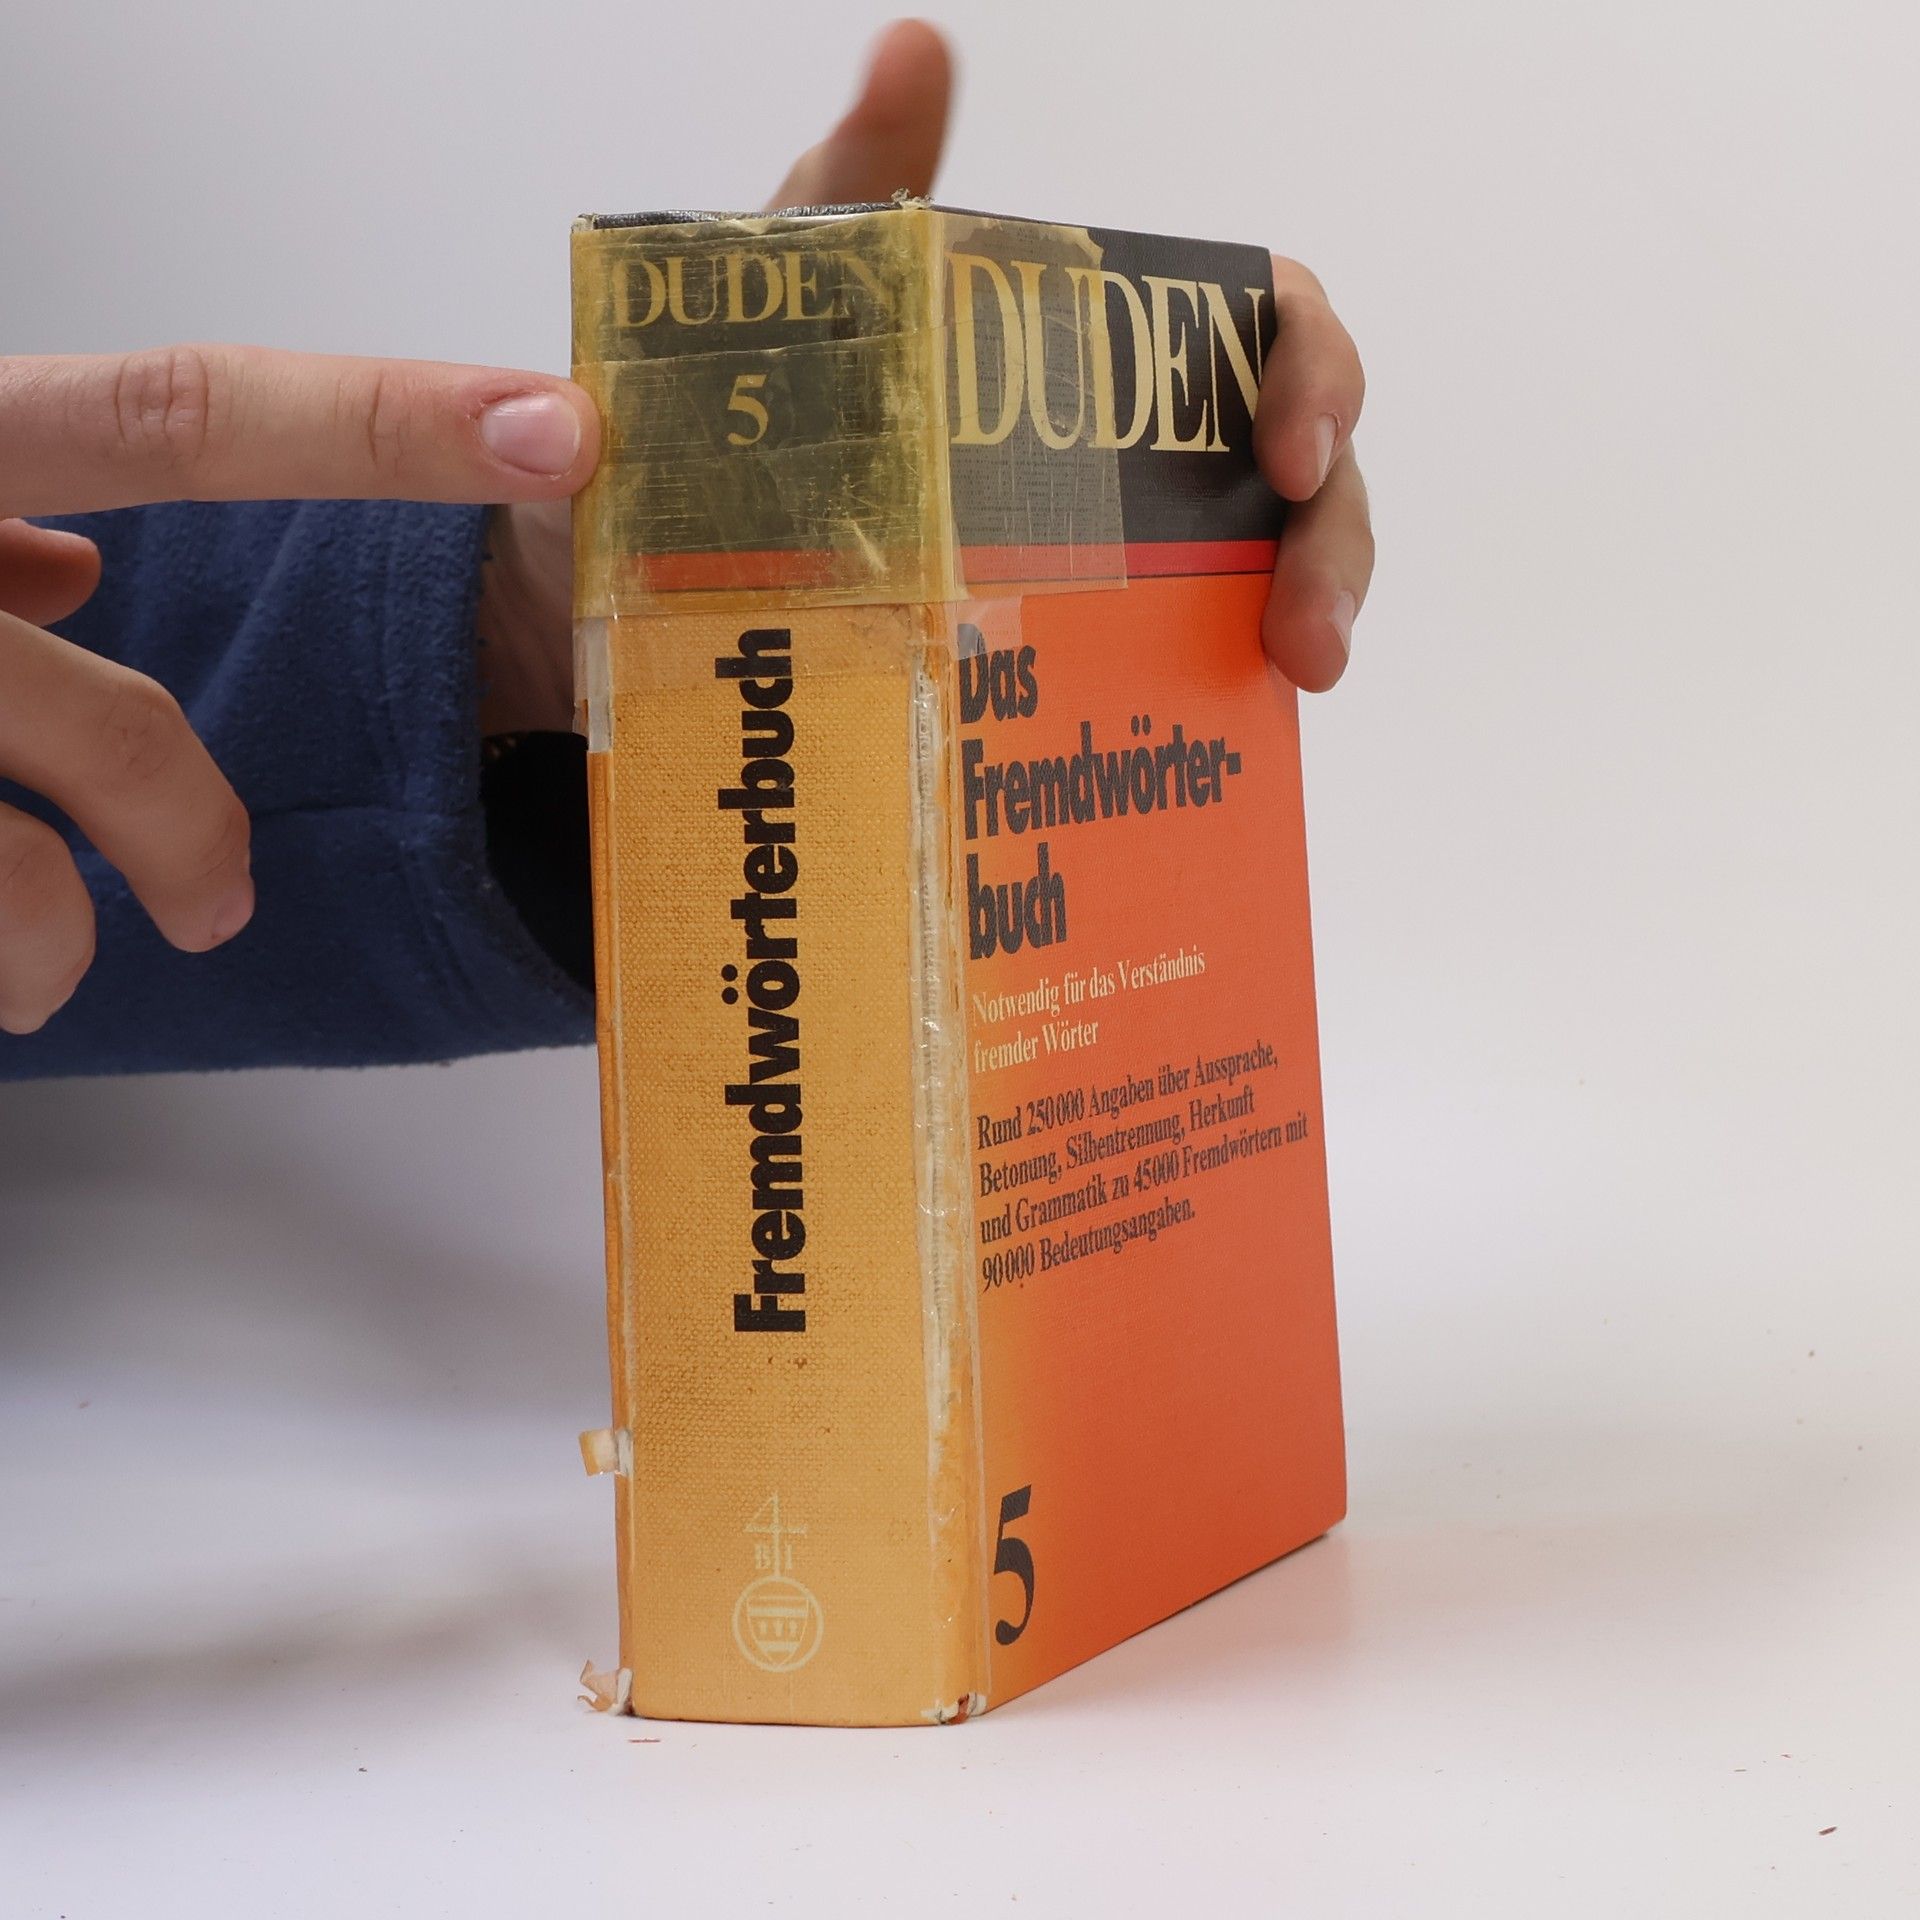 DUDEN
5
Fremdwörterbuch
B I
DUDEN
Das
Fremdwörter-
buch
Notwendig für das Verständnis
fremder Wörter
Rund 250 000 Angaben über Aussprache,
Betonung, Silbentrennung, Herkunft
und Grammatik zu 45 000 Fremdwörtern mit
90 000 Bedeutungsangaben.
5